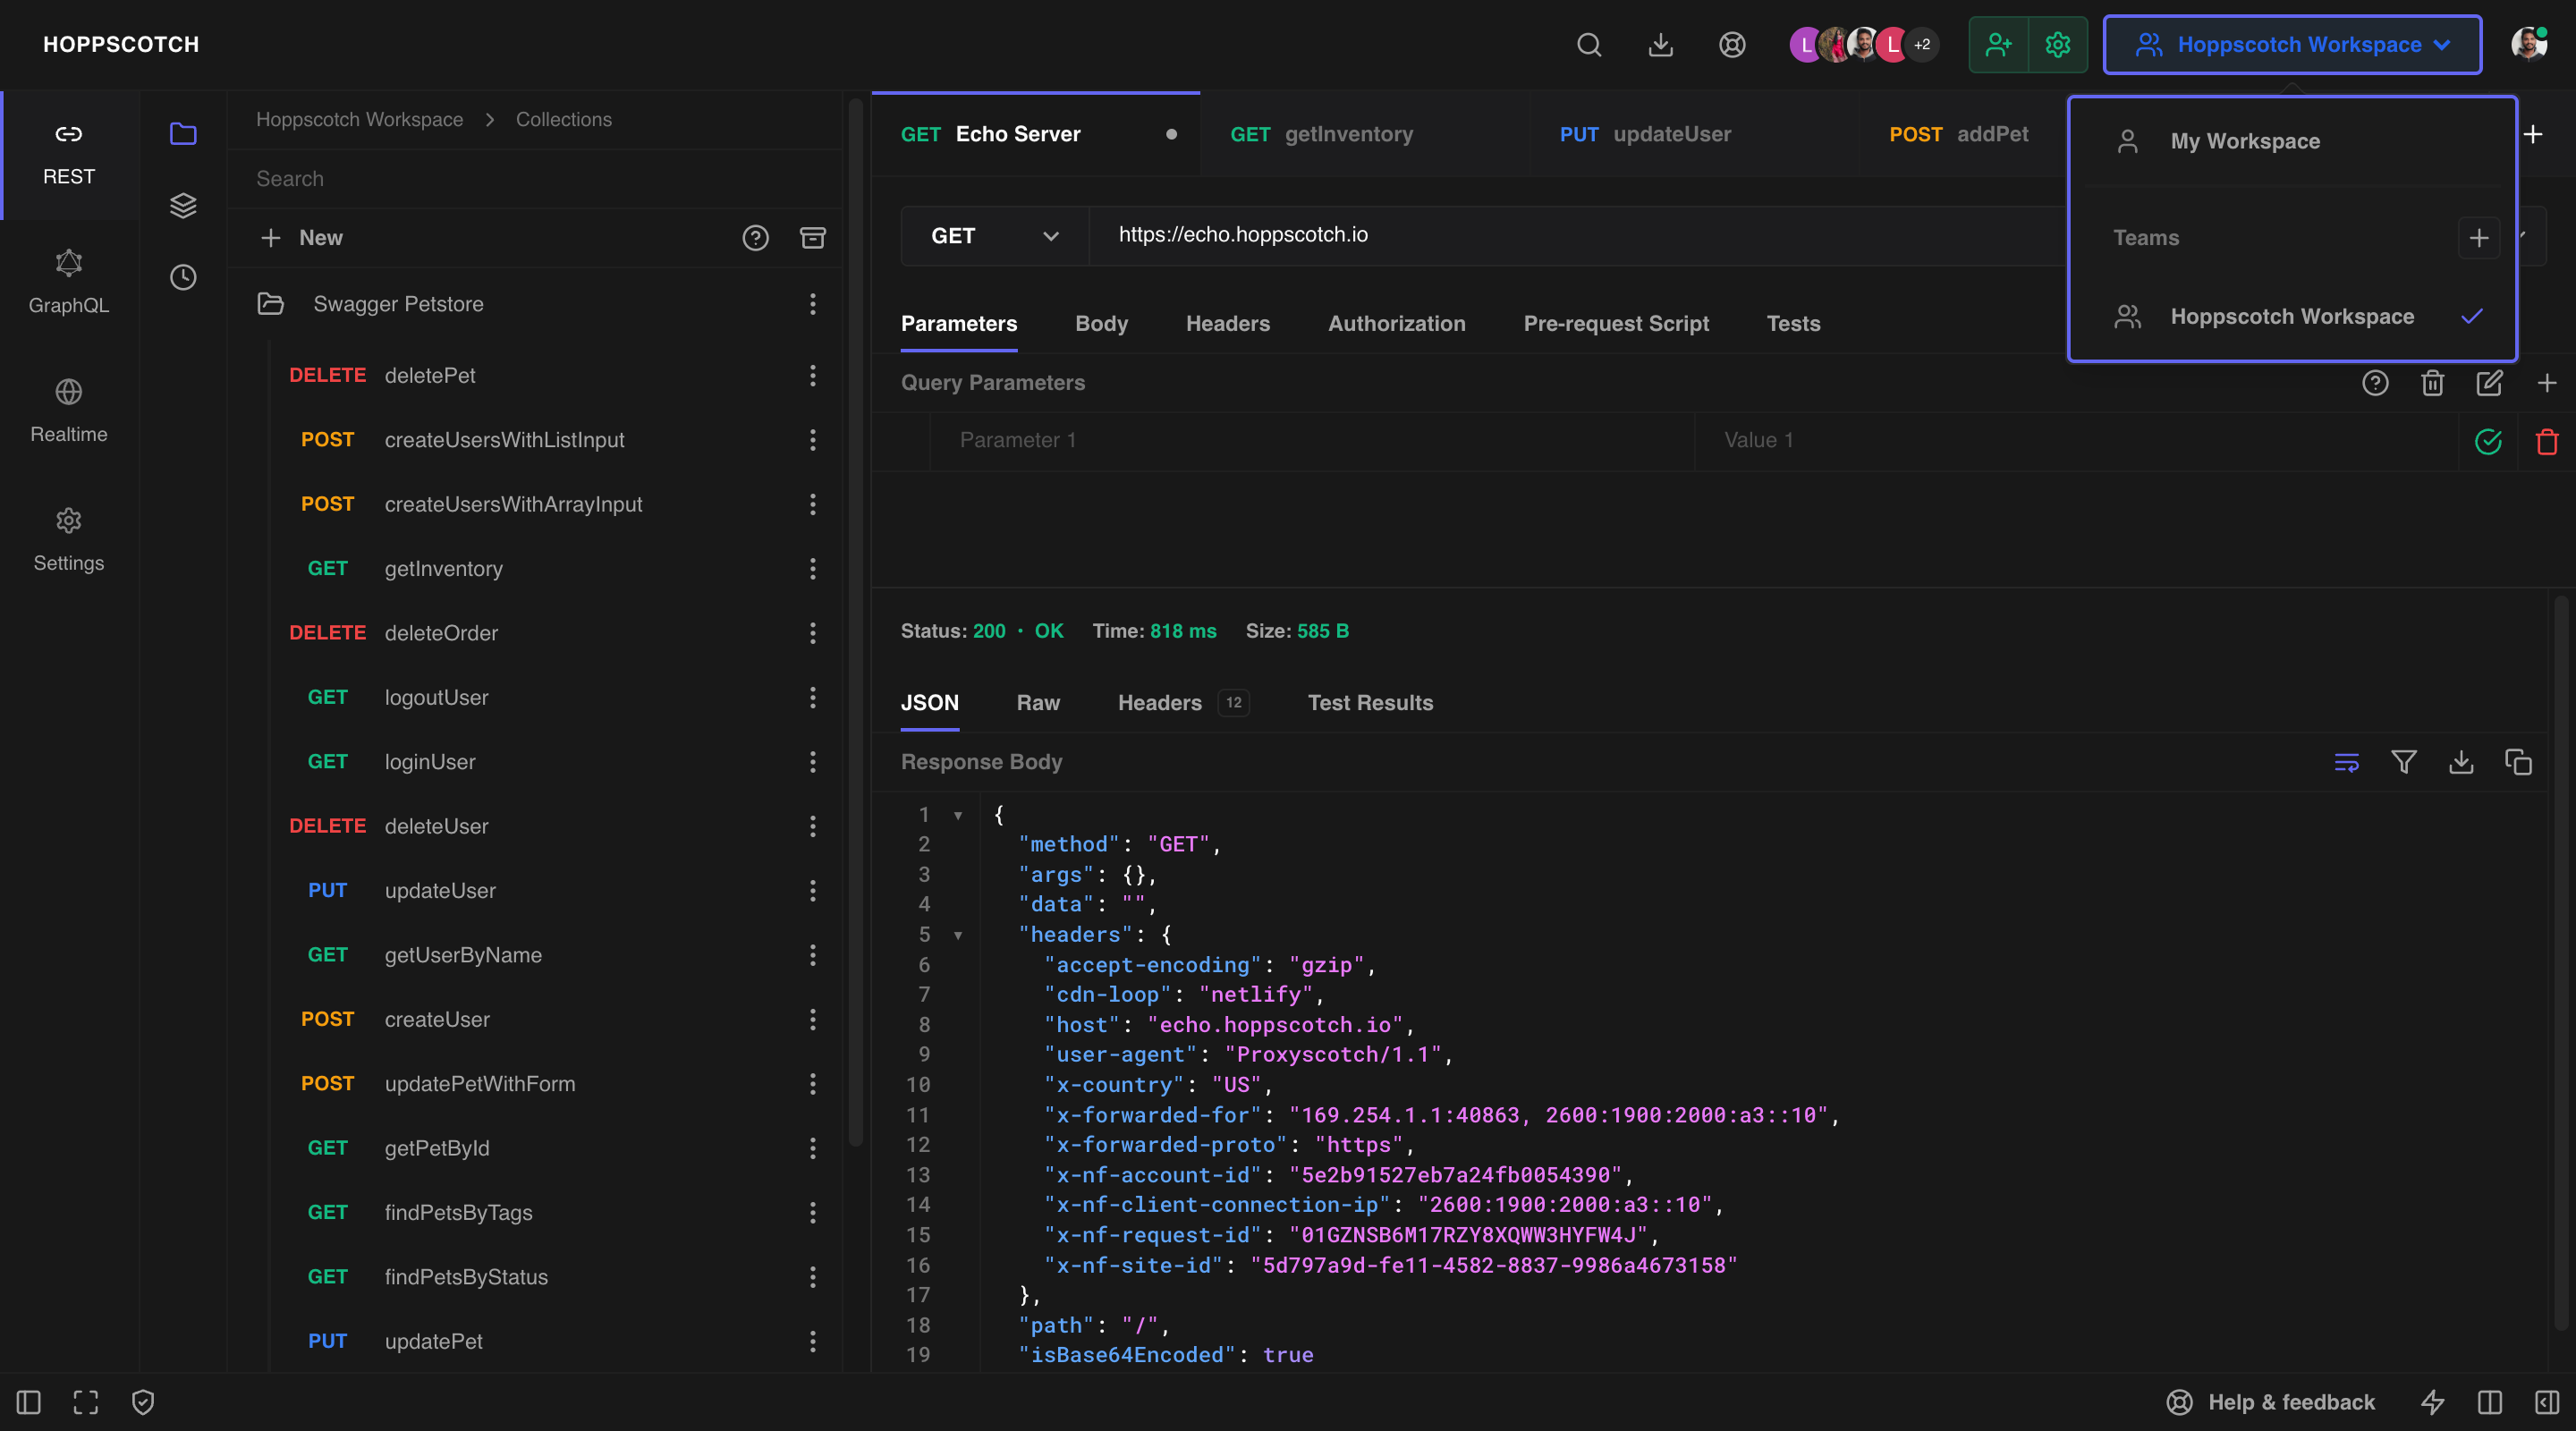 HOPPSCOTCH
L
L
+2
Hoppscotch Workspace
REST
GraphQL
Realtime
Settings
Hoppscotch Workspace
Collections
Search
New
Swagger Petstore
DELETE deletePet
POST createUsersWithListInput
POST createUsersWithArrayInput
GET getInventory
DELETE deleteOrder
GET logoutUser
GET loginUser
DELETE deleteUser
PUT updateUser
GET getUserByName
POST createUser
POST updatePetWithForm
GET getPetById
GET findPetsByTags
GET findPetsByStatus
PUT updatePet
GET Echo Server
GET getInventory
PUT updateUser
POST addPet
My Workspace
Teams
Hoppscotch Workspace
GET
https://echo.hoppscotch.io
Parameters Body Headers Authorization Pre-request Script Tests
Query Parameters
Parameter 1
Value 1
Status: 200 • OK Time: 818 ms Size: 585 B
JSON Raw Headers 12 Test Results
Response Body
1 {
2 "method": "GET",
3 "args": {},
4 "data": "",
5 "headers": {
6 "accept-encoding": "gzip",
7 "cdn-loop": "netlify",
8 "host": "echo.hoppscotch.io",
9 "user-agent": "Proxyscotch/1.1",
10 "x-country": "US",
11 "x-forwarded-for": "169.254.1.1:40863, 2600:1900:2000:a3::10",
12 "x-forwarded-proto": "https",
13 "x-nf-account-id": "5e2b91527eb7a24fb0054390",
14 "x-nf-client-connection-ip": "2600:1900:2000:a3::10",
15 "x-nf-request-id": "01GZNSB6M17RZY8XQWW3HYFW4J",
16 "x-nf-site-id": "5d797a9d-fe11-4582-8837-9986a4673158"
17 },
18 "path": "/",
19 "isBase64Encoded": true
Help & feedback